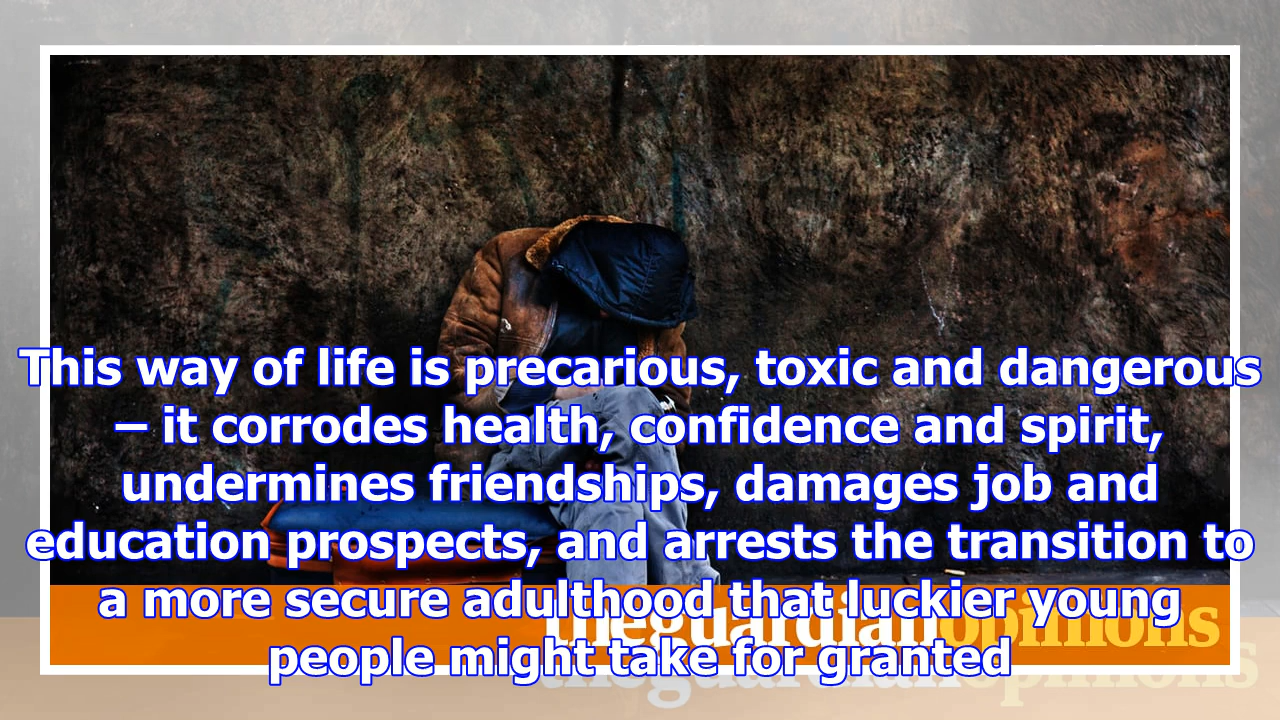 This way of life is precarious, toxic and dangerous
– it corrodes health, confidence and spirit,
undermines friendships, damages job and
education prospects, and arrests the transition to
a more secure adulthood that luckier young
people might take for granted
theguardianopinions
theguardianopinions